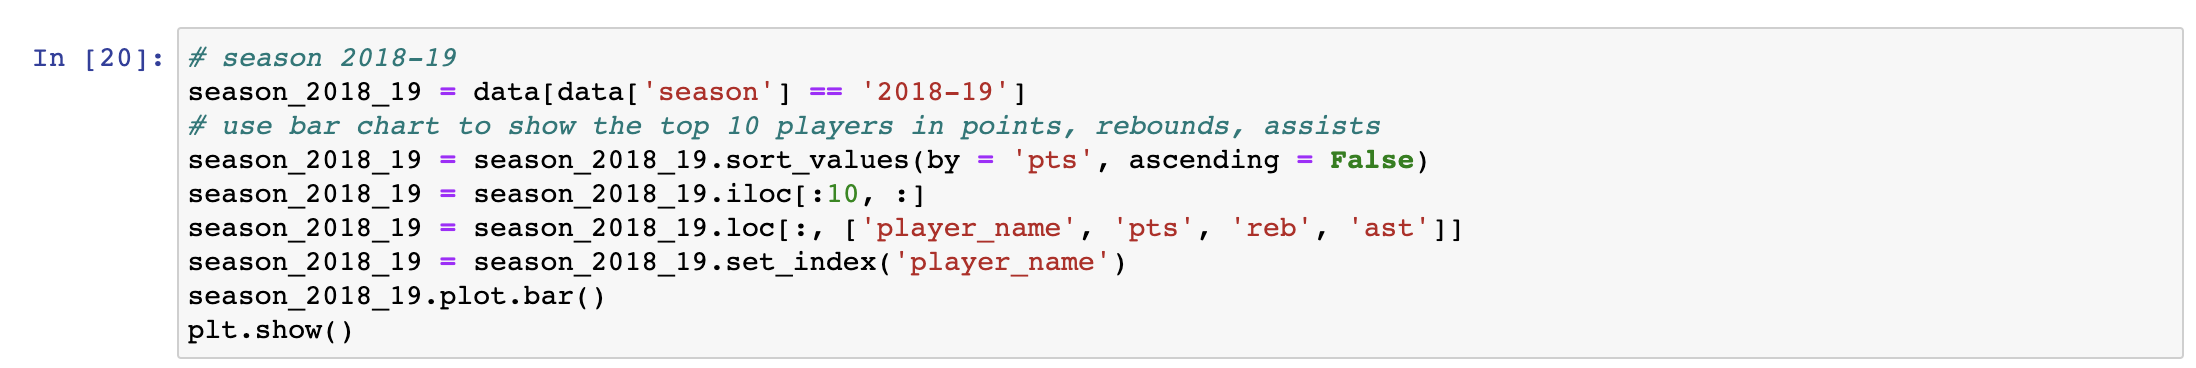 In [20]: # season 2018-19
season_2018_19 = data[data['season'] == '2018-19']
# use bar chart to show the top 10 players in points, rebounds, assists
season_2018_19 = season_2018_19.sort_values(by = 'pts', ascending = False)
season_2018_19 = season_2018_19.iloc[:10, :]
season_2018_19 = season_2018_19.loc[:, ['player_name', 'pts', 'reb', 'ast']]
season_2018_19 = season_2018_19.set_index('player_name')
season_2018_19.plot.bar()
plt.show()